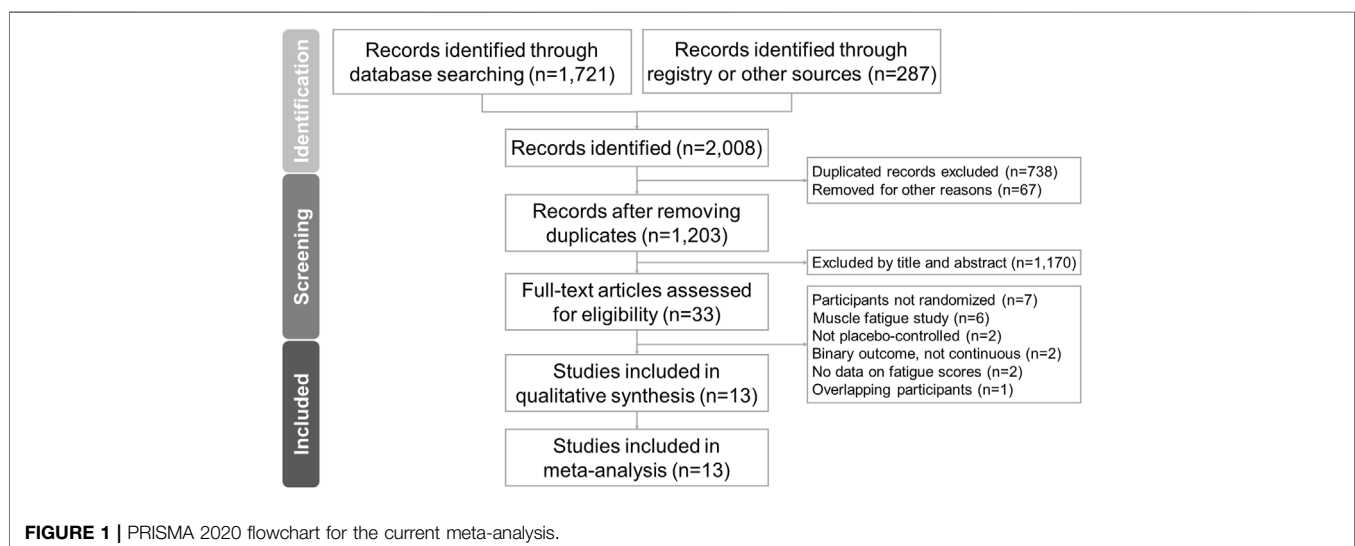 Identification
Records identified through
database searching (n=1,721)
Records identified through
registry or other sources (n=287)
Records identified (n=2,008)
Duplicated records excluded (n=738)
Removed for other reasons (n=67)
Screening
Records after removing
duplicates (n=1,203)
Excluded by title and abstract (n=1,170)
Full-text articles assessed
for eligibility (n=33)
Participants not randomized (n=7)
Muscle fatigue study (n=6)
Not placebo-controlled (n=2)
Binary outcome, not continuous (n=2)
No data on fatigue scores (n=2)
Overlapping participants (n=1)
Included
Studies included in
qualitative synthesis (n=13)
Studies included in
meta-analysis (n=13)
FIGURE 1 | PRISMA 2020 flowchart for the current meta-analysis.